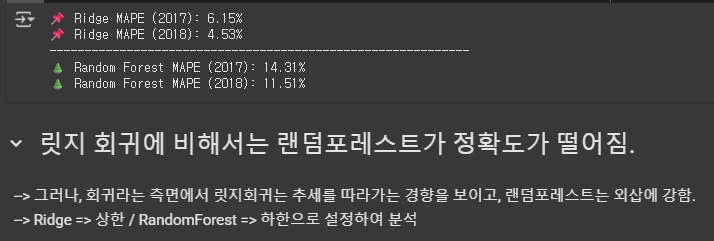 📌 Ridge MAPE (2017): 6.15%
📌 Ridge MAPE (2018): 4.53%
------------------------------------------------------------
🌲 Random Forest MAPE (2017): 14.31%
🌲 Random Forest MAPE (2018): 11.51%
릿지 회귀에 비해서는 랜덤포레스트가 정확도가 떨어짐.
--> 그러나, 회귀라는 측면에서 릿지회귀는 추세를 따라가는 경향을 보이고, 랜덤포레스트는 외삽에 강함.
--> Ridge => 상한 / RandomForest => 하한으로 설정하여 분석